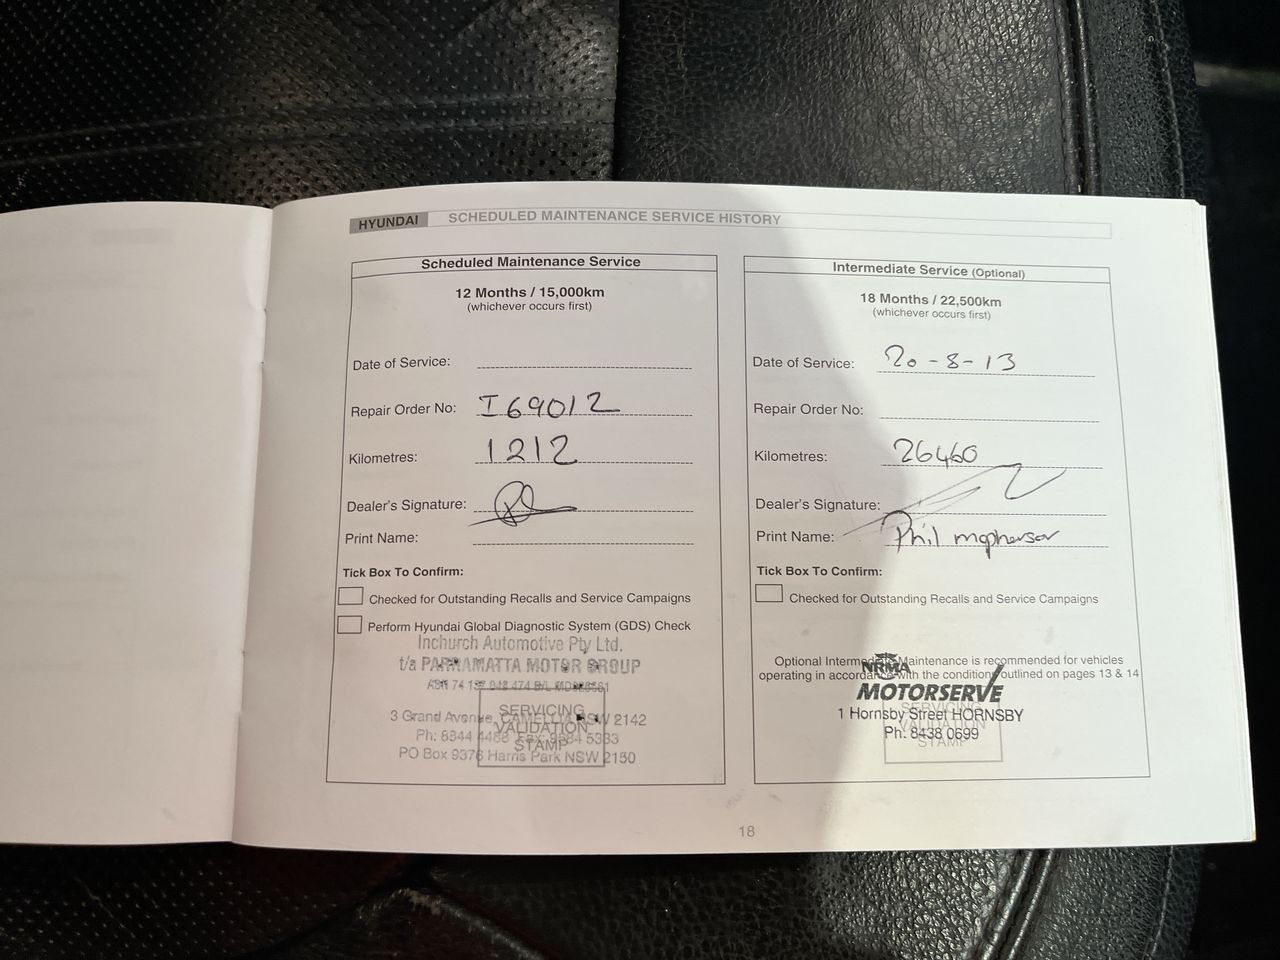 HYUNDAI SCHEDULED MAINTENANCE SERVICE HISTORY
Scheduled Maintenance Service
12 Months / 15,000km
(whichever occurs first)
Date of Service:
Repair Order No: I69012
Kilometres: 1212
Dealer's Signature:
Print Name:
Tick Box To Confirm:
Checked for Outstanding Recalls and Service Campaigns
Perform Hyundai Global Diagnostic System (GDS) Check
Inchurch Automotive Pty Ltd.
t/a PARRAMATTA MOTOR GROUP
3 Grand Avenue, CAMELLIA NSW 2142
Ph: 8844 4488 Fax:
PO Box 9376 Harris Park NSW 2150
SERVICING
VALIDATION
STAMP
Intermediate Service (Optional)
18 Months / 22,500km
(whichever occurs first)
Date of Service: 20-8-13
Repair Order No:
Kilometres: 26460
Dealer's Signature:
Print Name: Phil mcpherson
Tick Box To Confirm:
Checked for Outstanding Recalls and Service Campaigns
Optional Intermediate Maintenance is recommended for vehicles
operating in accordance with the conditions outlined on pages 13 & 14
NRMA
MOTORSERVE
1 Hornsby Street HORNSBY
Ph: 8438 0699
SERVICING
VALIDATION
STAMP
18